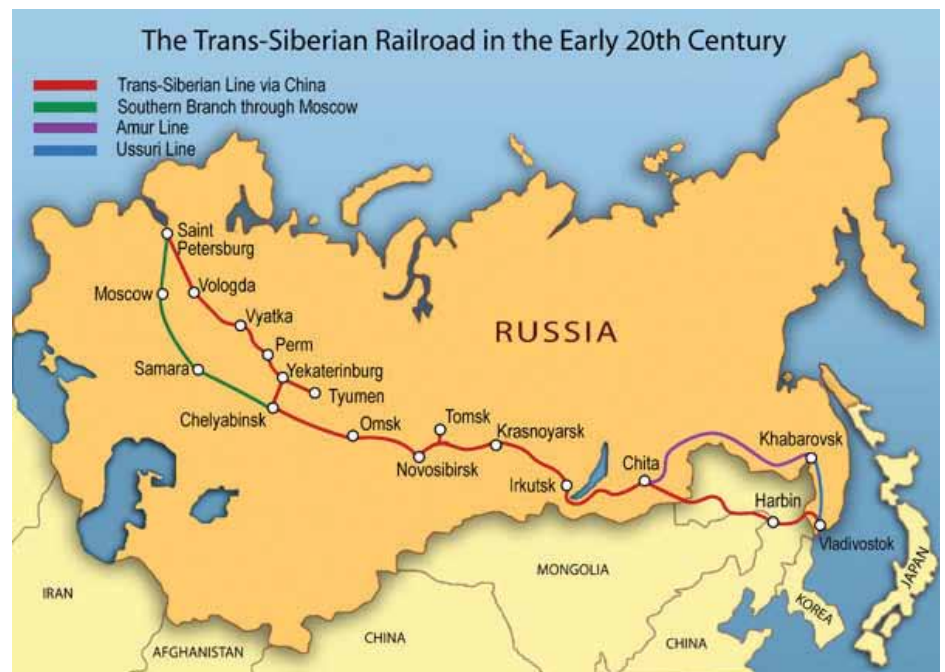 The Trans-Siberian Railroad in the Early 20th Century
Trans-Siberian Line via China
Southern Branch through Moscow
Amur Line
Ussuri Line
Saint
Petersburg
Moscow
Vologda
Vyatka
Perm
Samara
Yekaterinburg
Tyumen
Chelyabinsk
RUSSIA
Omsk
Tomsk
Novosibirsk
Krasnoyarsk
Irkutsk
Chita
Khabarovsk
Harbin
Vladivostok
IRAN
AFGHANISTAN
CHINA
MONGOLIA
CHINA
KOREA
JAPAN